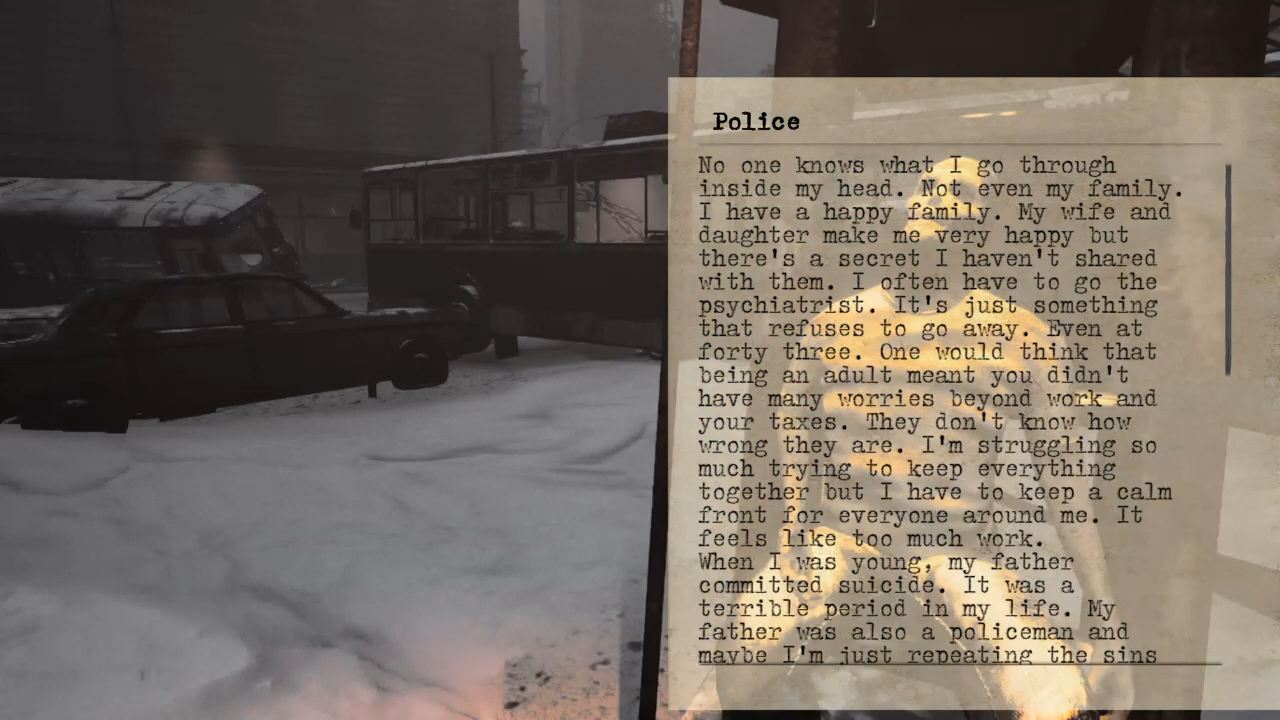 Police
No one knows what I go through
inside my head. Not even my family.
I have a happy family. My wife and
daughter make me very happy but
there's a secret I haven't shared
with them. I often have to go the
psychiatrist. It's just something
that refuses to go away. Even at
forty three. One would think that
being an adult meant you didn't
have many worries beyond work and
your taxes. They don't know how
wrong they are. I'm struggling so
much trying to keep everything
together but I have to keep a calm
front for everyone around me. It
feels like too much work.
When I was young, my father
committed suicide. It was a
terrible period in my life. My
father was also a policeman and
maybe I'm just repeating the sins